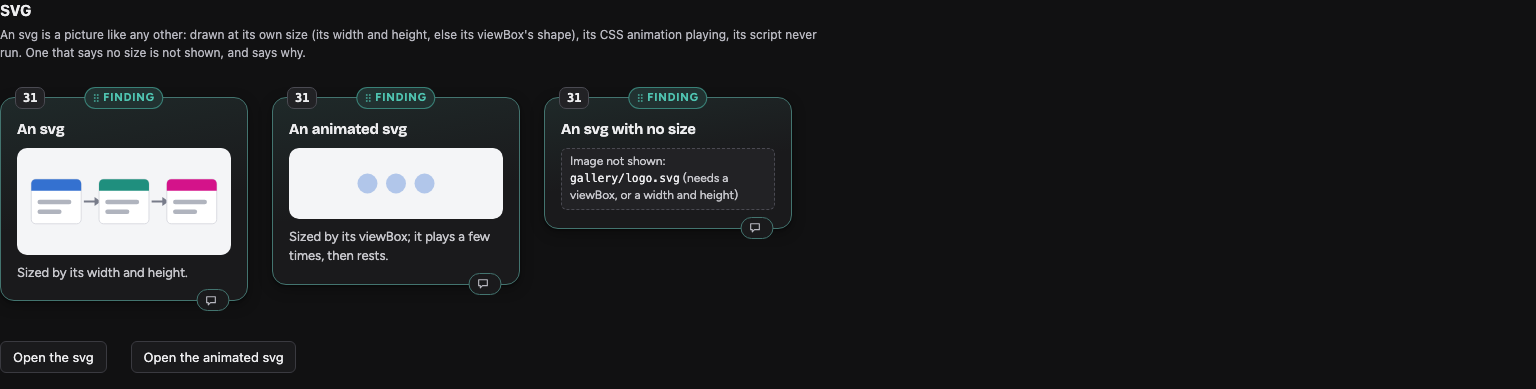 SVG
An svg is a picture like any other: drawn at its own size (its width and height, else its viewBox's shape), its CSS animation playing, its script never
run. One that says no size is not shown, and says why.
31
FINDING
An svg
Sized by its width and height.
31
FINDING
An animated svg
Sized by its viewBox; it plays a few
times, then rests.
31
FINDING
An svg with no size
Image not shown:
gallery/logo.svg (needs a
viewBox, or a width and height)
Open the svg
Open the animated svg